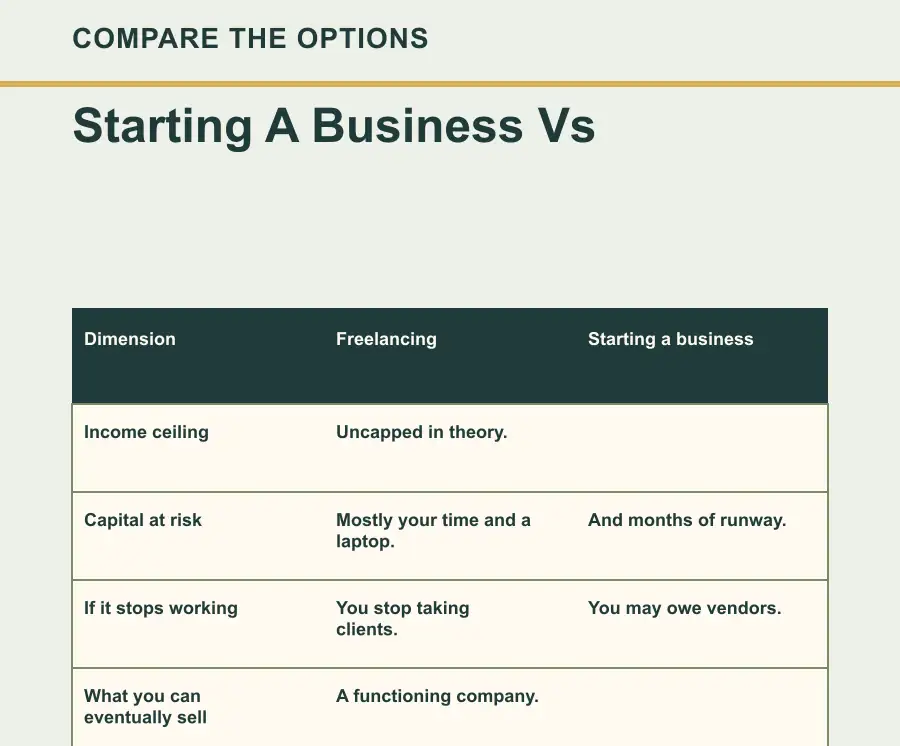 COMPARE THE OPTIONS
Starting A Business Vs
Dimension Freelancing Starting a business
Income ceiling Uncapped in theory.
Capital at risk Mostly your time and a And months of runway.
laptop.
If it stops working You stop taking You may owe vendors.
clients.
What you can A functioning company.
eventually sell